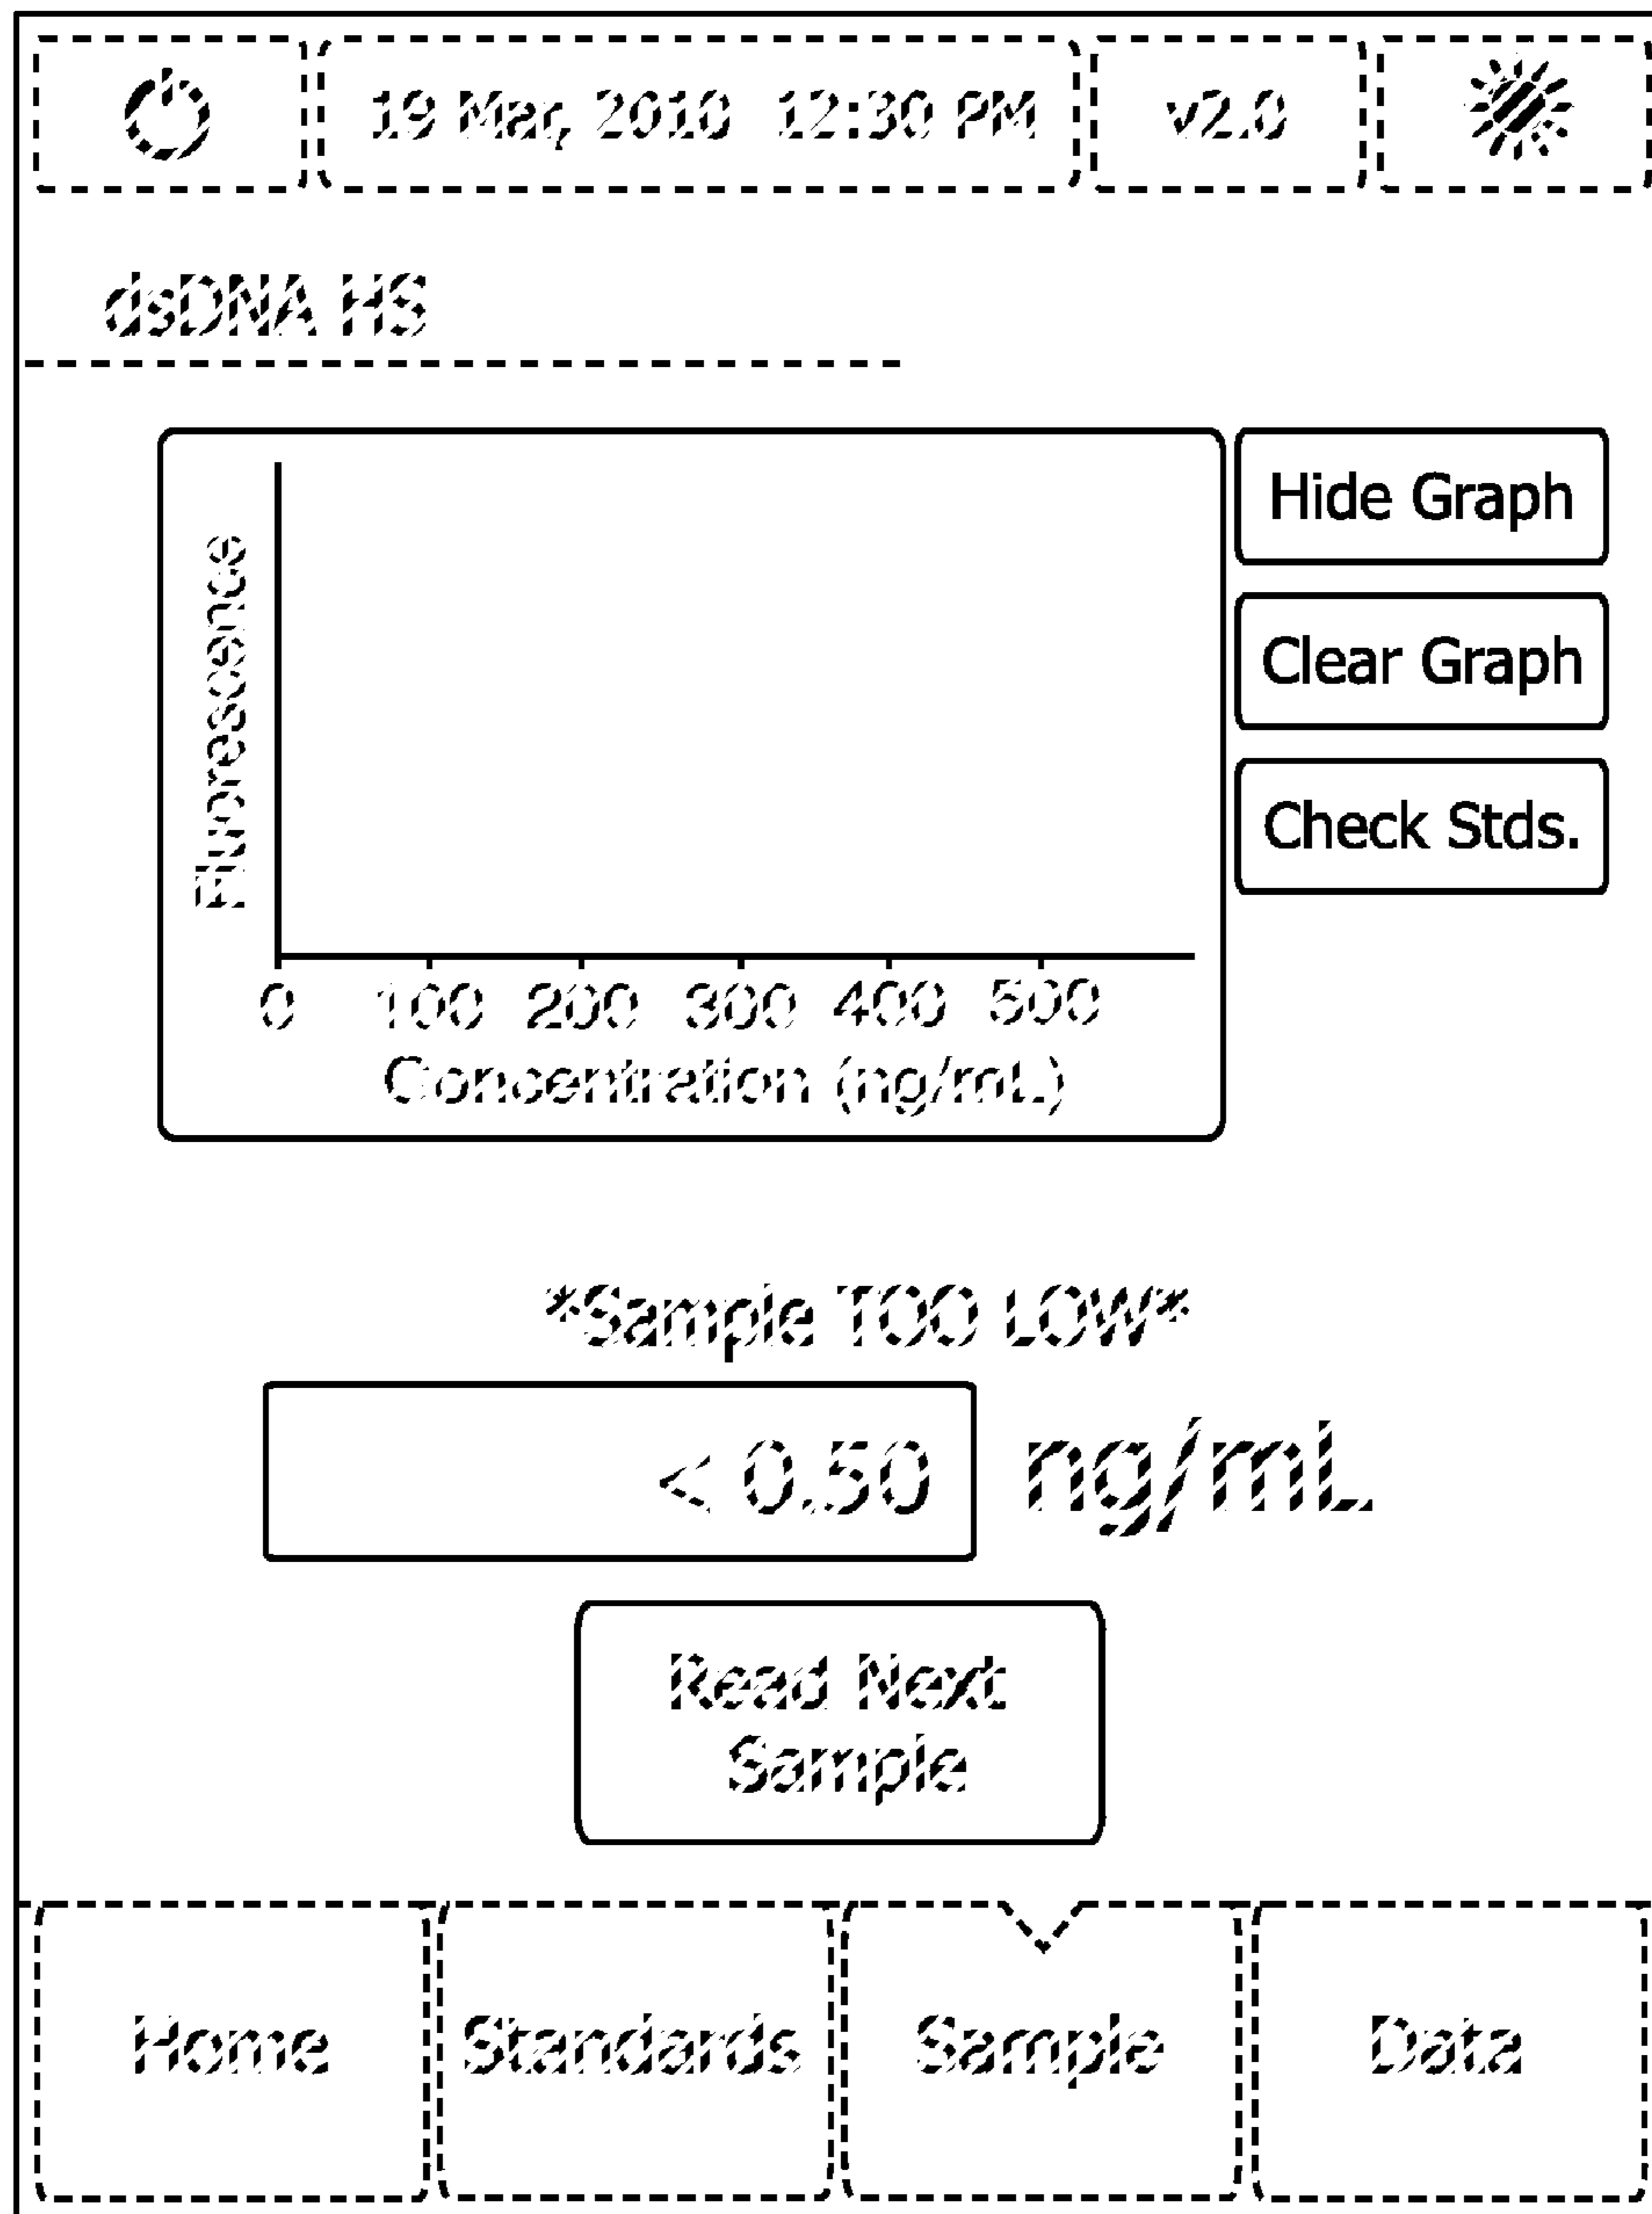 19 Mar, 2010 12:30 PM v2.0
dsDNA HS
Hide Graph
Clear Graph
Check Stds.
Fluorescence
0 100 200 300 400 500
Concentration (ng/mL)
*Sample TOO LOW*
< 0.50 ng/mL
Read Next
Sample
Home Standards Sample Data